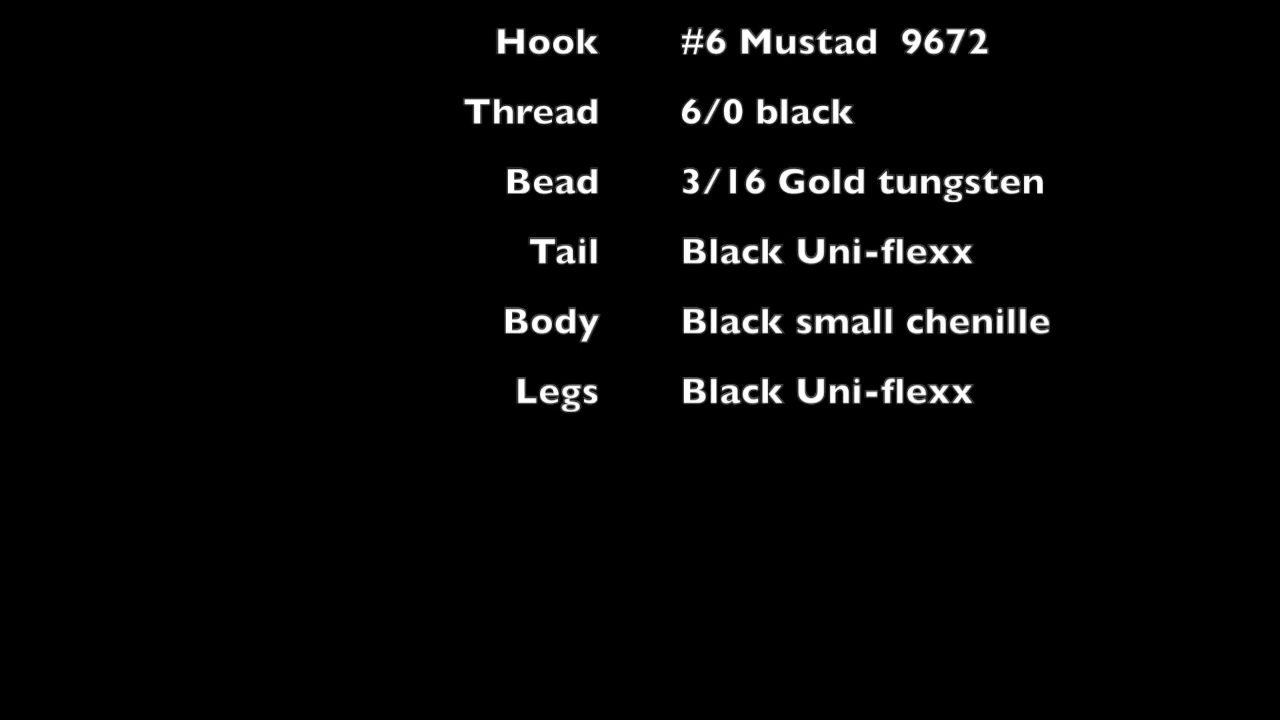 Hook #6 Mustad 9672
Thread 6/0 black
Bead 3/16 Gold tungsten
Tail Black Uni-flexx
Body Black small chenille
Legs Black Uni-flexx